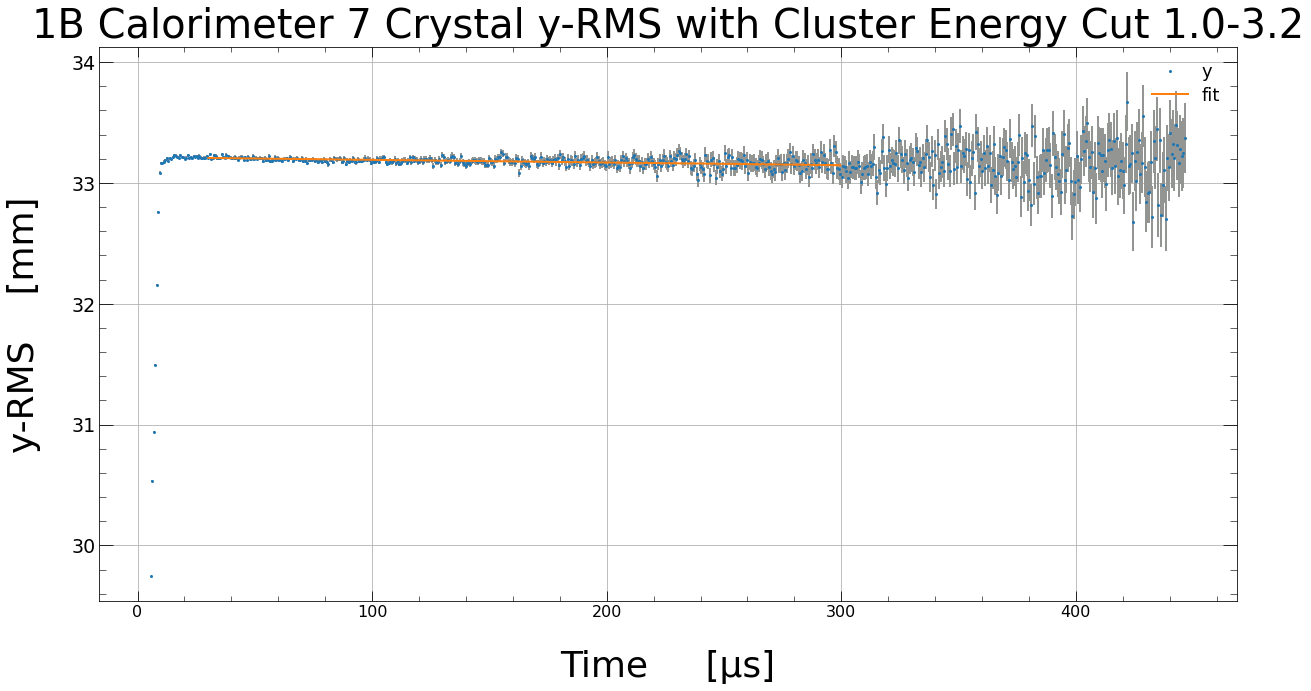 1B Calorimeter 7 Crystal y-RMS with Cluster Energy Cut 1.0-3.2
y
fit
34
33
32
31
30
y-RMS [mm]
0
100
200
300
400
Time [μs]